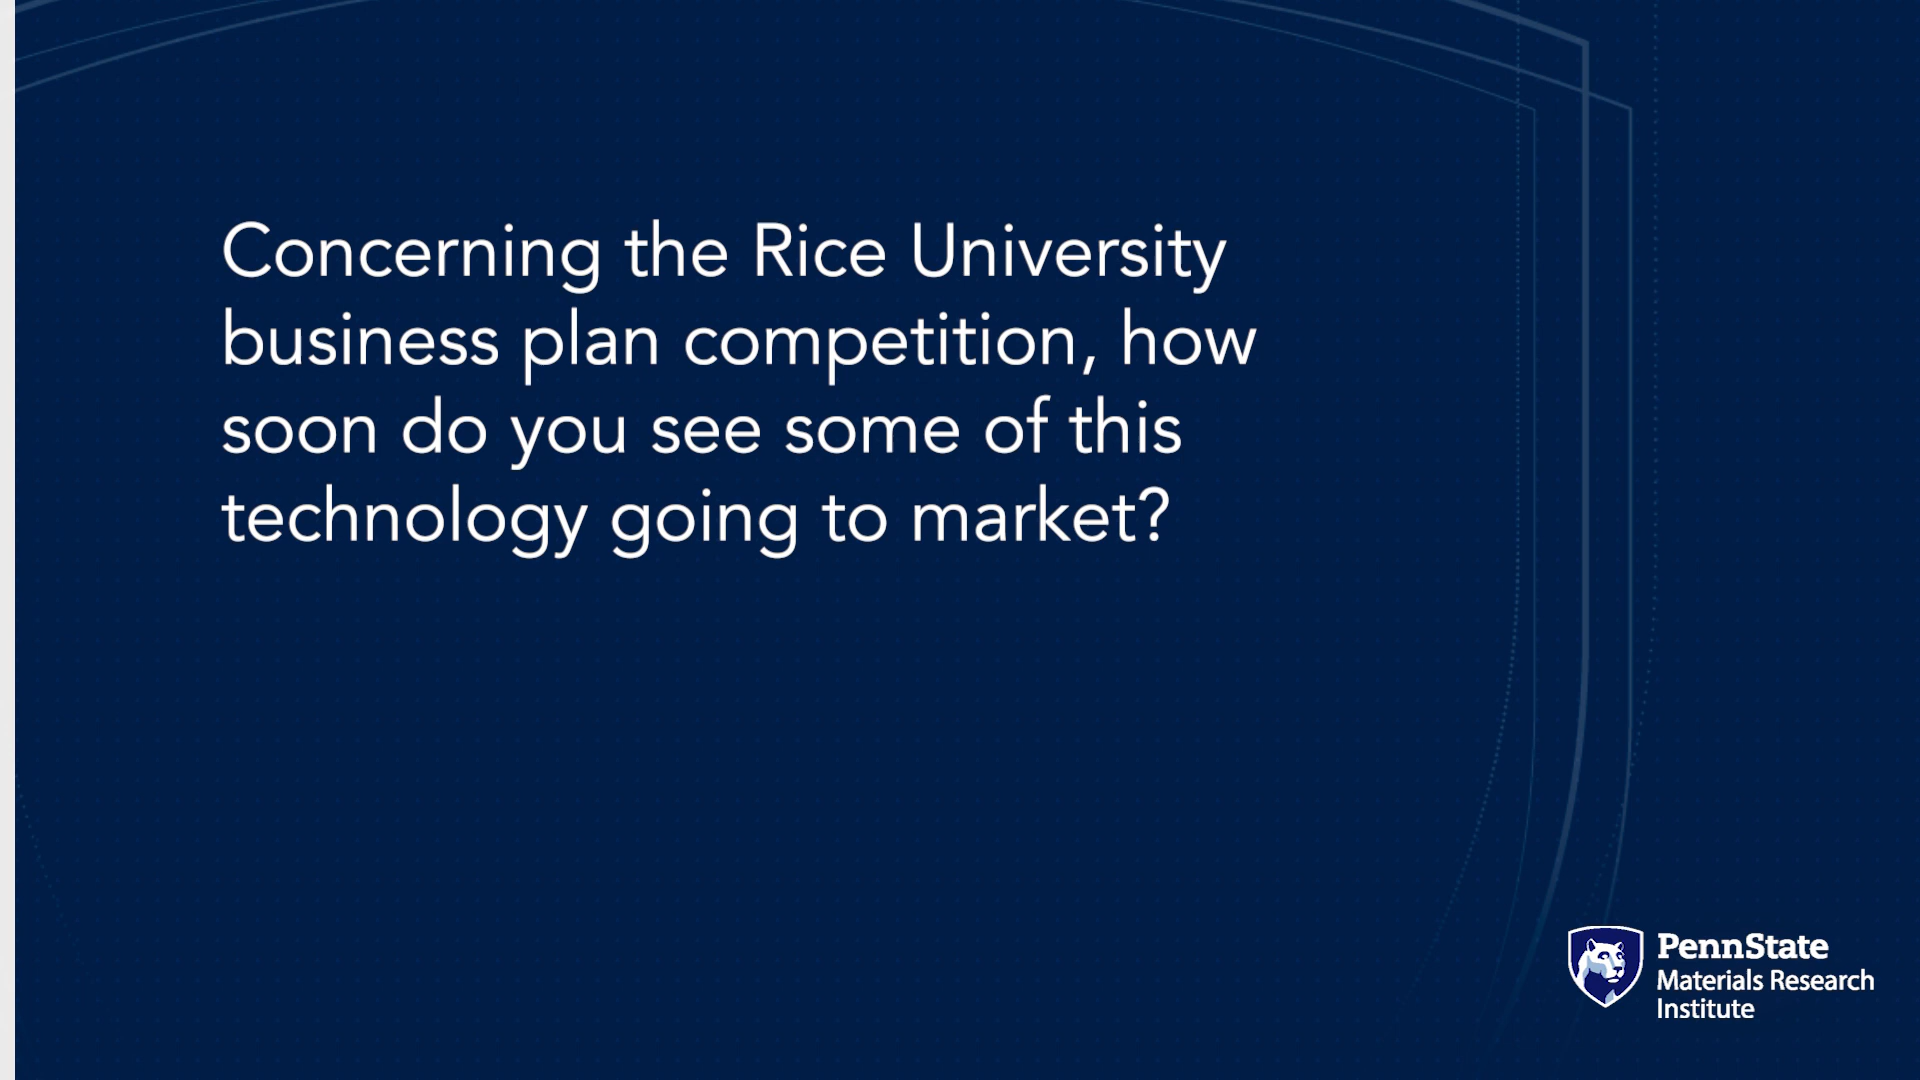 Concerning the Rice University
business plan competition, how
soon do you see some of this
technology going to market?
PennState
Materials Research
Institute